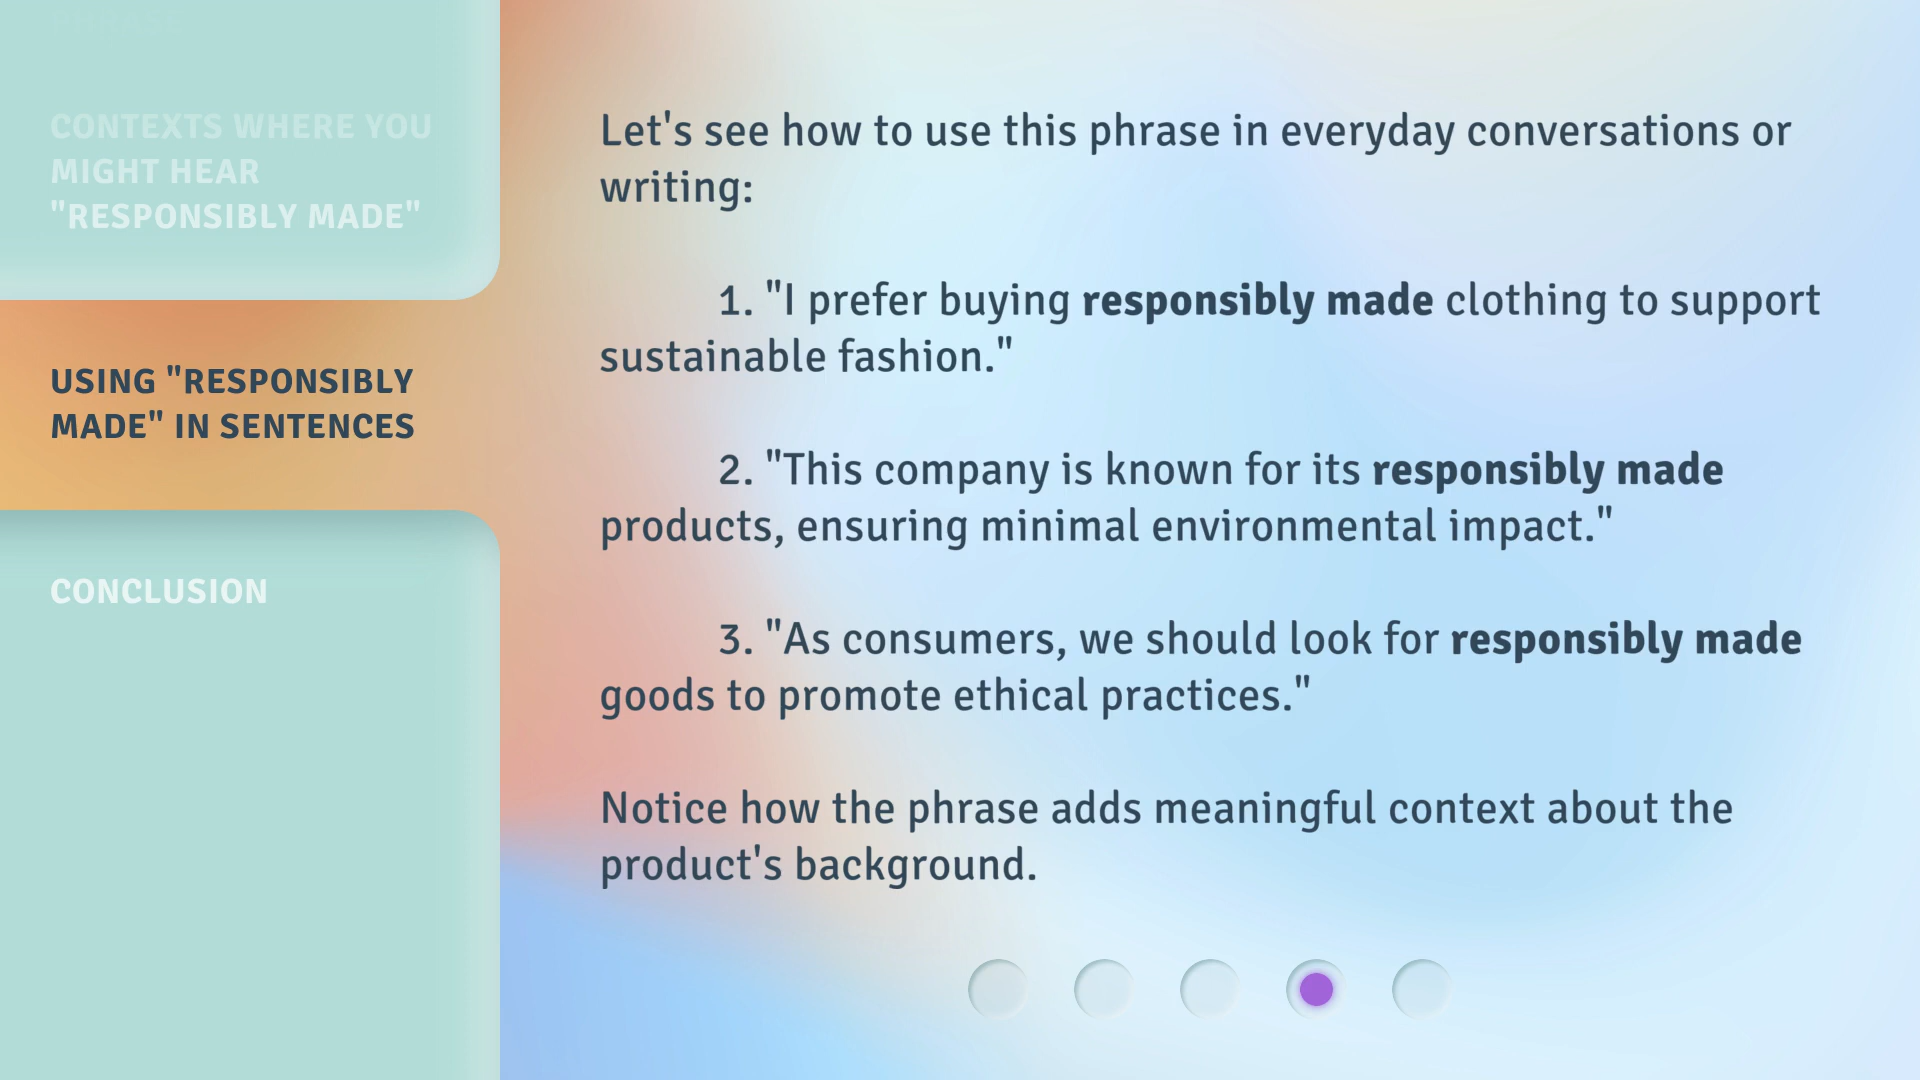 CONTEXTS WHERE YOU
MIGHT HEAR
"RESPONSIBLY MADE"
USING "RESPONSIBLY
MADE" IN SENTENCES
CONCLUSION
Let's see how to use this phrase in everyday conversations or
writing:
1. "I prefer buying responsibly made clothing to support
sustainable fashion."
2. "This company is known for its responsibly made
products, ensuring minimal environmental impact."
3. "As consumers, we should look for responsibly made
goods to promote ethical practices."
Notice how the phrase adds meaningful context about the
product's background.